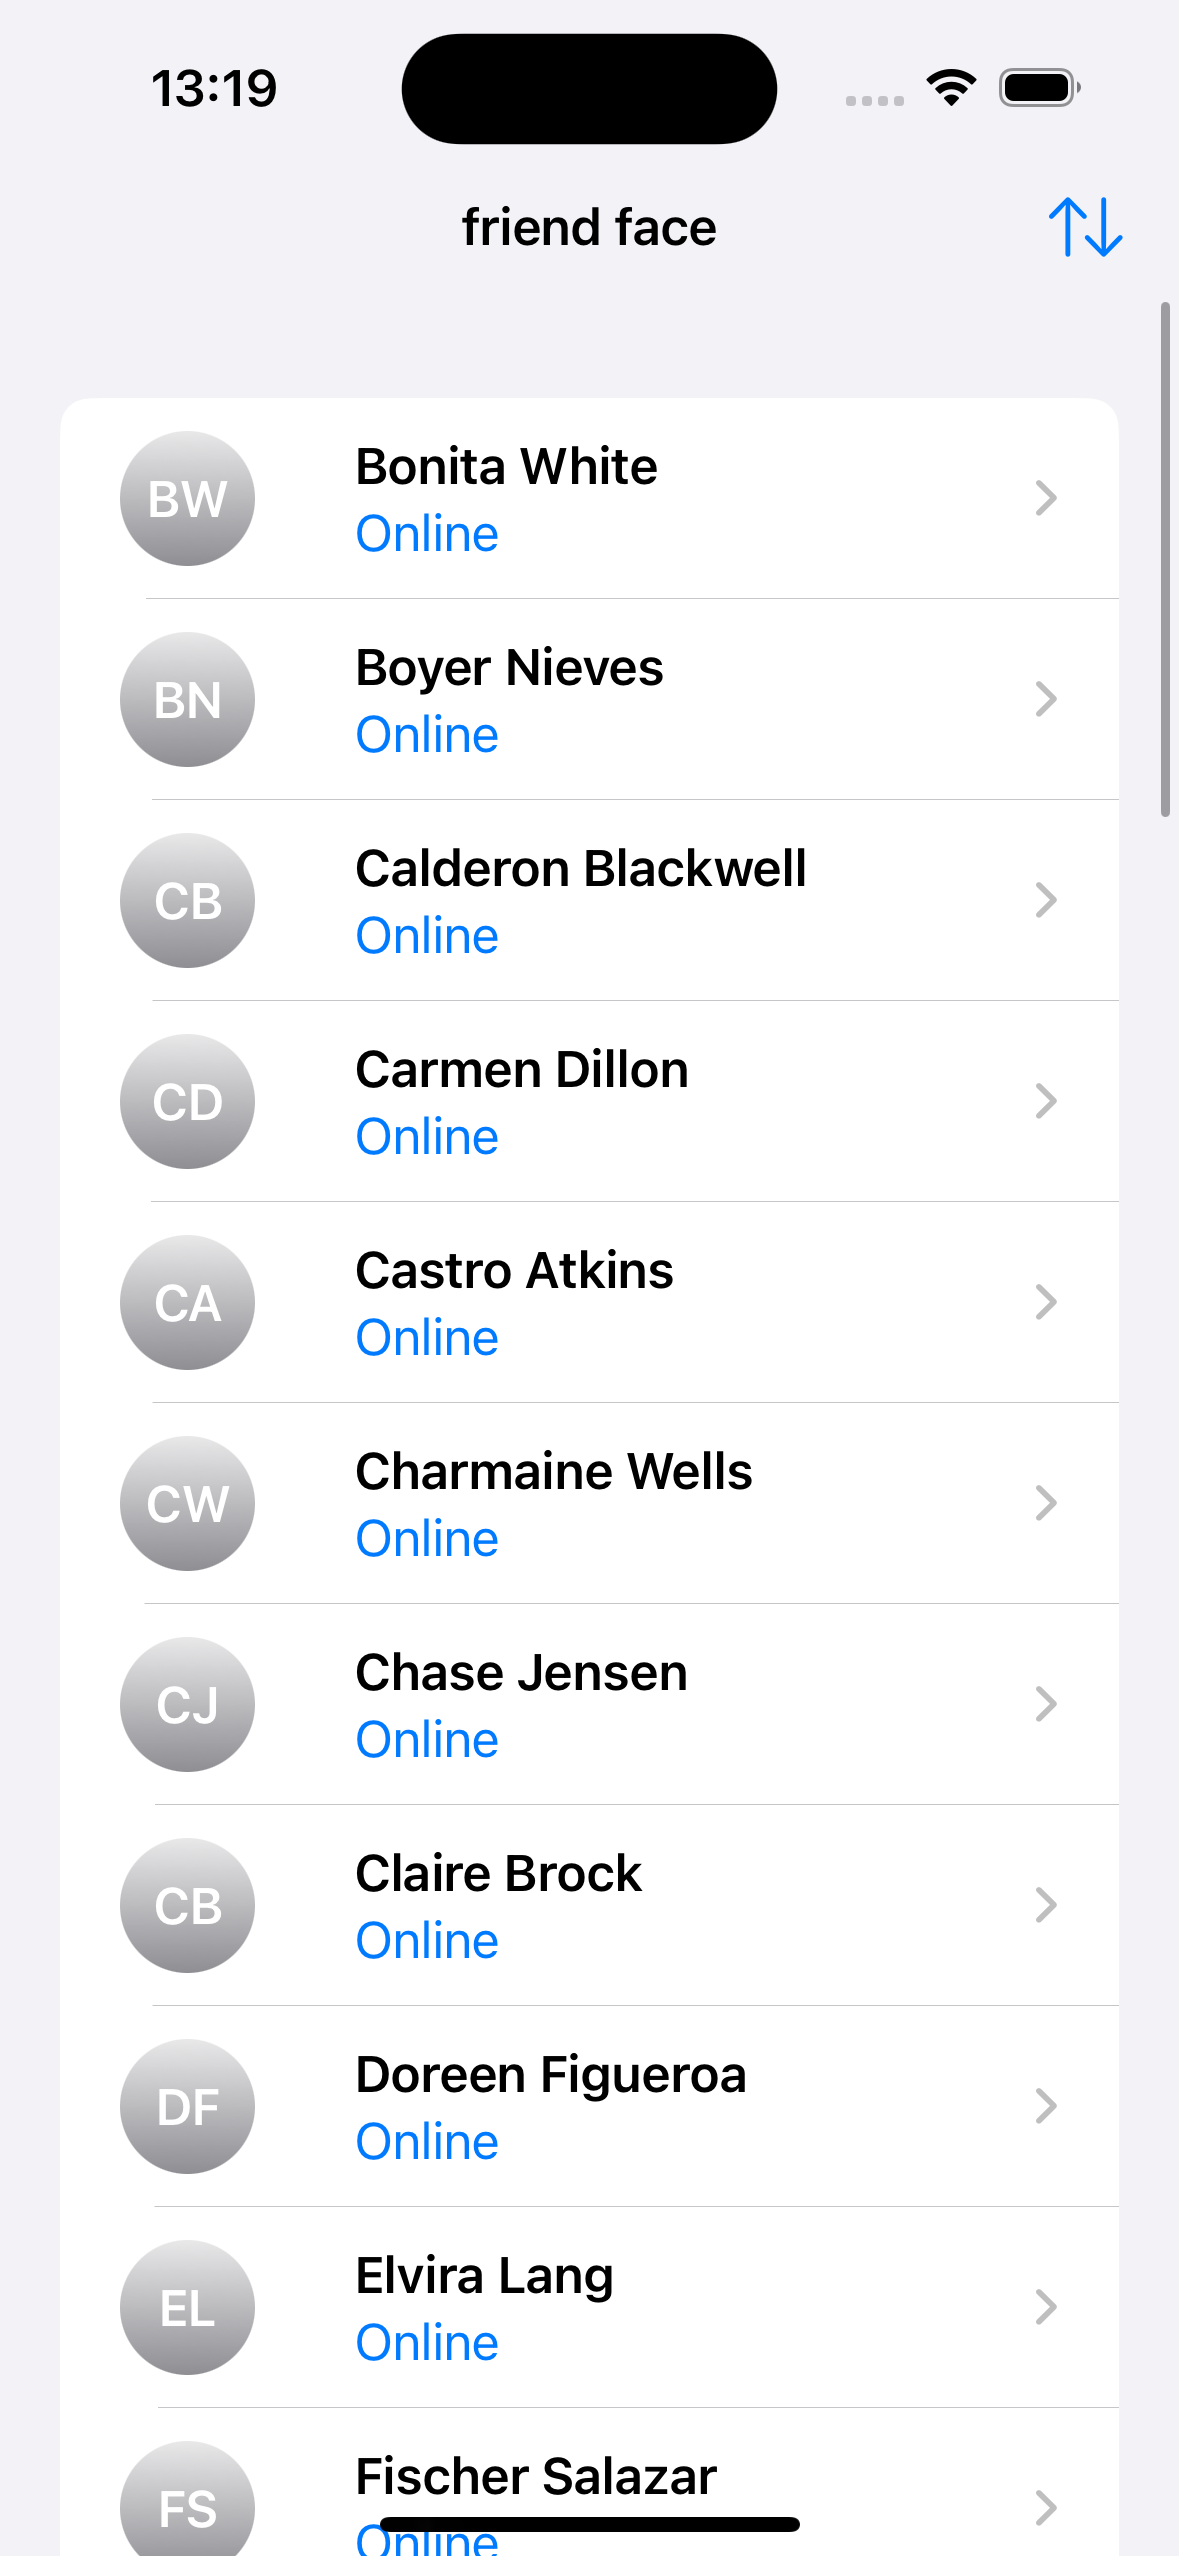 13:19
friend face
BW
Bonita White
Online
BN
Boyer Nieves
Online
CB
Calderon Blackwell
Online
CD
Carmen Dillon
Online
CA
Castro Atkins
Online
CW
Charmaine Wells
Online
CJ
Chase Jensen
Online
CB
Claire Brock
Online
DF
Doreen Figueroa
Online
EL
Elvira Lang
Online
FS
Fischer Salazar
Online